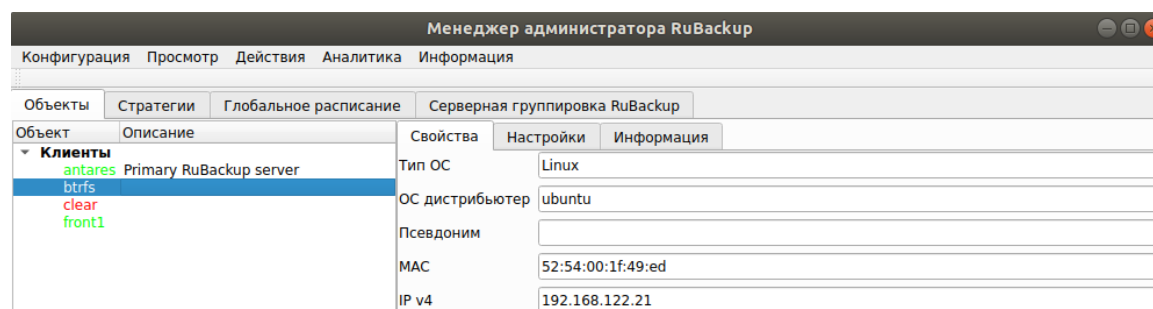 Менеджер администратора RuBackup
Конфигурация Просмотр Действия Аналитика Информация
Объекты Стратегии Глобальное расписание Серверная группировка RuBackup
Объект Описание
Клиенты
antares Primary RuBackup server
btrfs
clear
front1
Свойства Настройки Информация
Тип ОС Linux
ОС дистрибьютер ubuntu
Псевдоним
MAC 52:54:00:1f:49:ed
IP v4 192.168.122.21